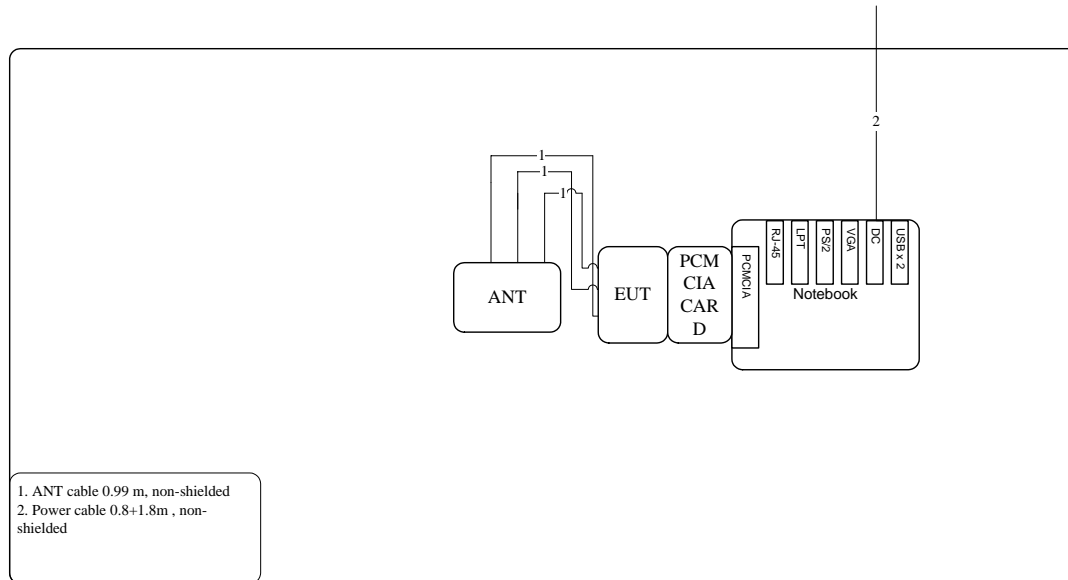 2
1
1
1
ANT
EUT
PCM
CIA
CAR
D
PCMCIA
RJ-45
LPT
PS/2
VGA
DC
USB x 2
Notebook
1. ANT cable 0.99 m, non-shielded
2. Power cable 0.8+1.8m , non-
shielded